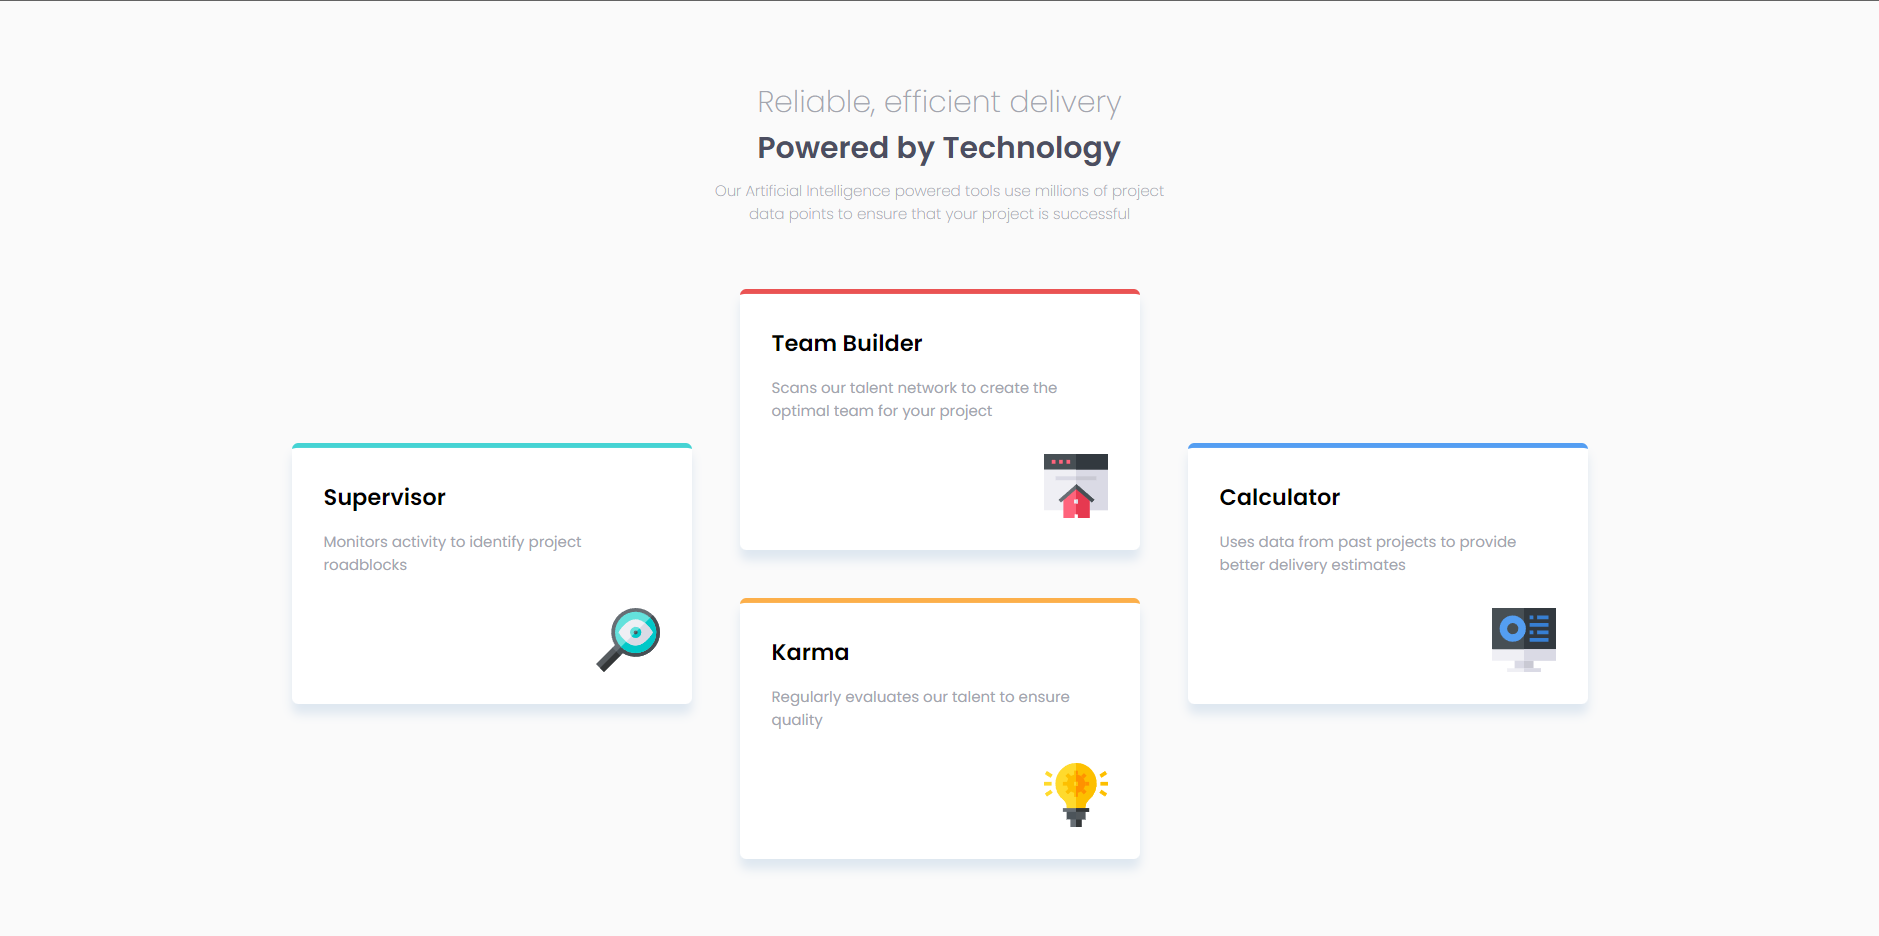 Reliable, efficient delivery
Powered by Technology
Our Artificial Intelligence powered tools use millions of project
data points to ensure that your project is successful
Team Builder
Scans our talent network to create the
optimal team for your project
Supervisor
Monitors activity to identify project
roadblocks
Calculator
Uses data from past projects to provide
better delivery estimates
Karma
Regularly evaluates our talent to ensure
quality